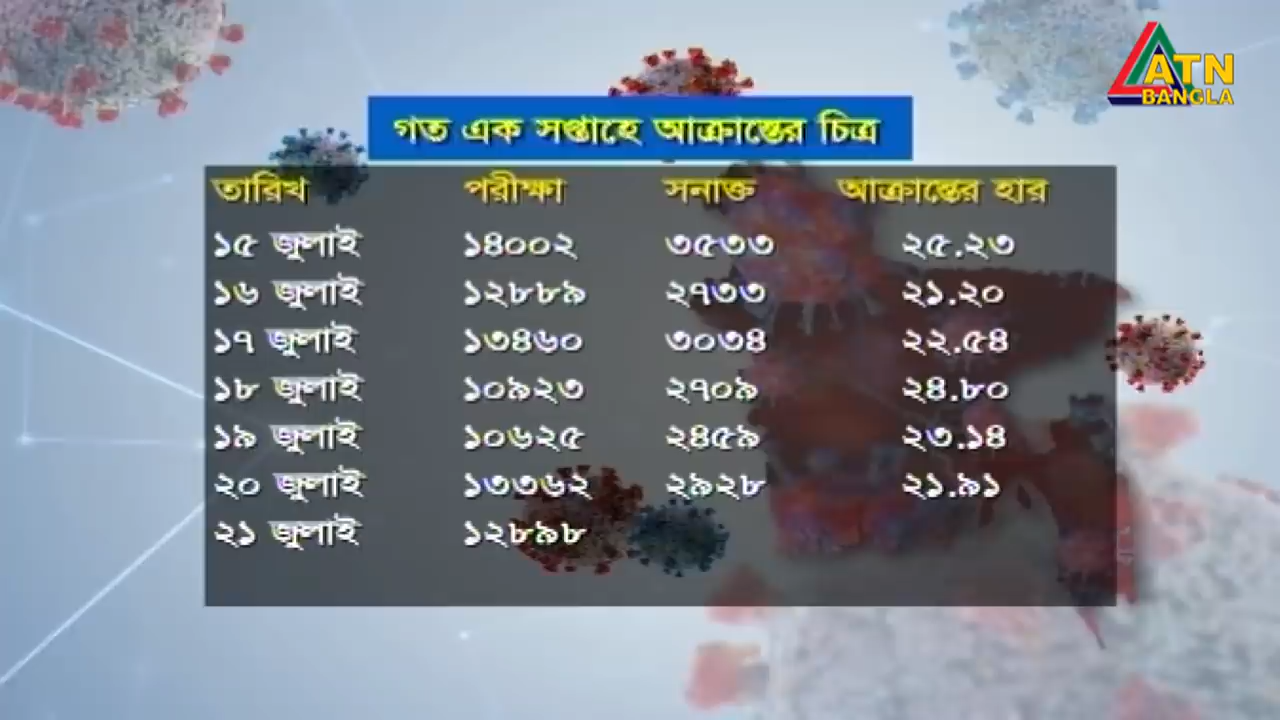 ATN
BANGLA
গত এক সপ্তাহে আক্রান্তের চিত্র
তারিখ পরীক্ষা সনাক্ত আক্রান্তের হার
১৫ জুলাই ১৪০০২ ৩৫৩৩ ২৫.২৩
১৬ জুলাই ১২৮৮৯ ২৭৩৩ ২১.২০
১৭ জুলাই ১৩৪৬০ ৩০৩৪ ২২.৫৪
১৮ জুলাই ১০৯২৩ ২৭০৯ ২৪.৮০
১৯ জুলাই ১০৬২৫ ২৪৫৯ ২৩.১৪
২০ জুলাই ১৩৩৬২ ২৯২৮ ২১.৯১
২১ জুলাই ১২৮৯৮